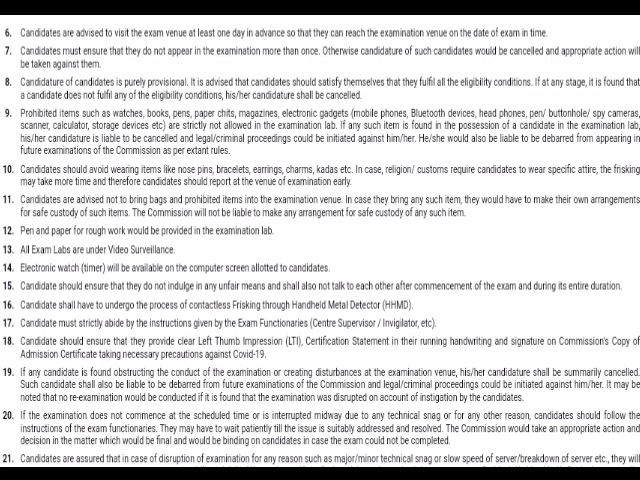 6. Candidates are advised to visit the exam venue at least one day in advance so that they can reach the examination venue on the date of exam in time.
7. Candidates must ensure that they do not appear in the examination more than once. Otherwise candidature of such candidates would be cancelled and appropriate action will
be taken against them.
8. Candidature of candidates is purely provisional. It is advised that candidates should satisfy themselves that they fulfil all the eligibility conditions. If at any stage, it is found that
a candidate does not fulfil any of the eligibility conditions, his/her candidature shall be cancelled.
9. Prohibited items such as watches, books, pens, paper chits, magazines, electronic gadgets (mobile phones, Bluetooth devices, head phones, pen/ buttonhole/ spy cameras,
scanner, calculator, storage devices etc) are strictly not allowed in the examination lab. If any such item is found in the possession of a candidate in the examination lab,
his/her candidature is liable to be cancelled and legal/criminal proceedings could be initiated against him/her. He/she would also be liable to be debarred from appearing in
future examinations of the Commission as per extant rules.
10. Candidates should avoid wearing items like nose pins, bracelets, earrings, charms, kadas etc. In case, religion/ customs require candidates to wear specific attire, the frisking
may take more time and therefore candidates should report at the venue of examination early.
11. Candidates are advised not to bring bags and prohibited items into the examination venue. In case they bring any such item, they would have to make their own arrangements
for safe custody of such items. The Commission will not be liable to make any arrangement for safe custody of any such item.
12. Pen and paper for rough work would be provided in the examination lab.
13. All Exam Labs are under Video Surveillance.
14. Electronic watch (timer) will be available on the computer screen allotted to candidates.
15. Candidate should ensure that they do not indulge in any unfair means and shall also not talk to each other after commencement of the exam and during its entire duration.
16. Candidate shall have to undergo the process of contactless Frisking through Handheld Metal Detector (HHMD).
17. Candidate must strictly abide by the instructions given by the Exam Functionaries (Centre Supervisor / Invigilator, etc).
18. Candidate should ensure that they provide clear Left Thumb Impression (LTI), Certification Statement in their running handwriting and signature on Commission's Copy of
Admission Certificate taking necessary precautions against Covid-19.
19. If any candidate is found obstructing the conduct of the examination or creating disturbances at the examination venue, his/her candidature shall be summarily cancelled.
Such candidate shall also be liable to be debarred from future examinations of the Commission and legal/criminal proceedings could be initiated against him/her. It may be
noted that no re-examination would be conducted if it is found that the examination was disrupted on account of instigation by the candidates.
20. If the examination does not commence at the scheduled time or is interrupted midway due to any technical snag or for any other reason, candidates should follow the
instructions of the exam functionaries. They may have to wait patiently till the issue is suitably addressed and resolved. The Commission would take an appropriate action and
decision in the matter which would be final and would be binding on candidates in case the exam could not be completed.
21. Candidates are assured that in case of disruption of examination for any reason such as major/minor technical snag or slow speed of server/breakdown of server etc., they will